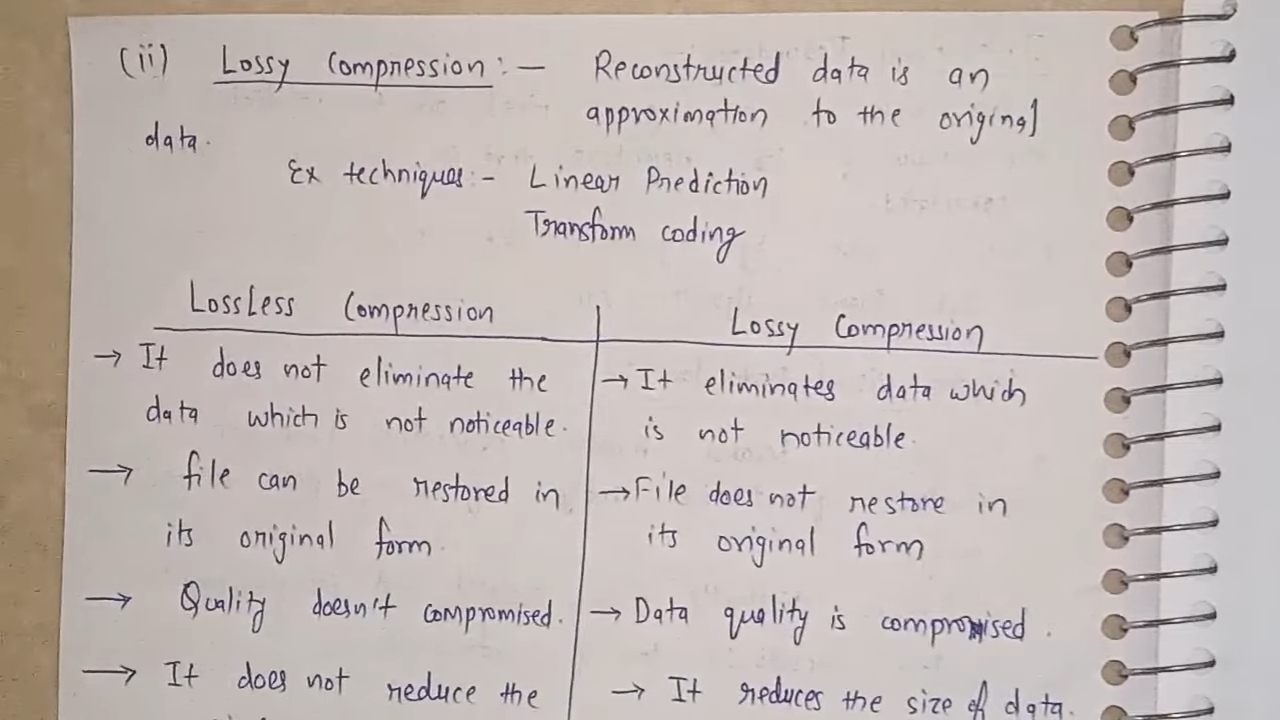 (ii) Lossy Compression :- Reconstructed data is an
approximation to the original
data.
Ex techniques :- Linear Prediction
Transform coding
LossLess Compression
→ It does not eliminate the
data which is not noticeable.
→ file can be restored in
its original form.
→ Quality doesn't compromised.
→ It does not reduce the
Lossy Compression
→ It eliminates data which
is not noticeable.
→ File does not restore in
its original form
→ Data quality is compromised.
→ It reduces the size of data.